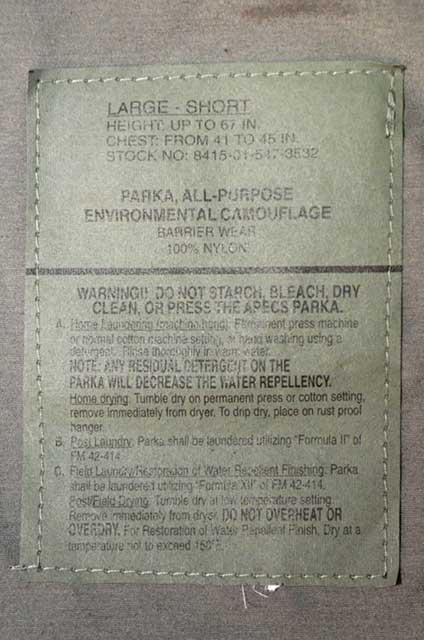 LARGE - SHORT
HEIGHT: UP TO 67 IN.
CHEST: FROM 41 TO 45 IN.
STOCK NO: 8415-01-547-3532
PARKA, ALL-PURPOSE
ENVIRONMENTAL CAMOUFLAGE
BARRIER WEAR
100% NYLON
WARNING!! DO NOT STARCH, BLEACH, DRY
CLEAN, OR PRESS THE APECS PARKA.
A. Home Laundering (machine/hand): Permanent press machine
or normal cotton machine setting, or hand washing using a
detergent. Rinse thoroughly in warm water.
NOTE: ANY RESIDUAL DETERGENT ON THE
PARKA WILL DECREASE THE WATER REPELLENCY.
Home drying: Tumble dry on permanent press or cotton setting,
remove immediately from dryer. To drip dry, place on rust proof
hanger.
B. Post Laundry: Parka shall be laundered utilizing "Formula II" of
FM 42-414.
C. Field Laundry/Restoration of Water Repellent Finishing: Parka
shall be laundered utilizing "Formula XII" of FM 42-414.
Post/Field Drying: Tumble dry at low temperature setting.
Remove immediately from dryer. DO NOT OVERHEAT OR
OVERDRY. For Restoration of Water Repellent Finish, Dry at a
temperature not to exceed 150°F.